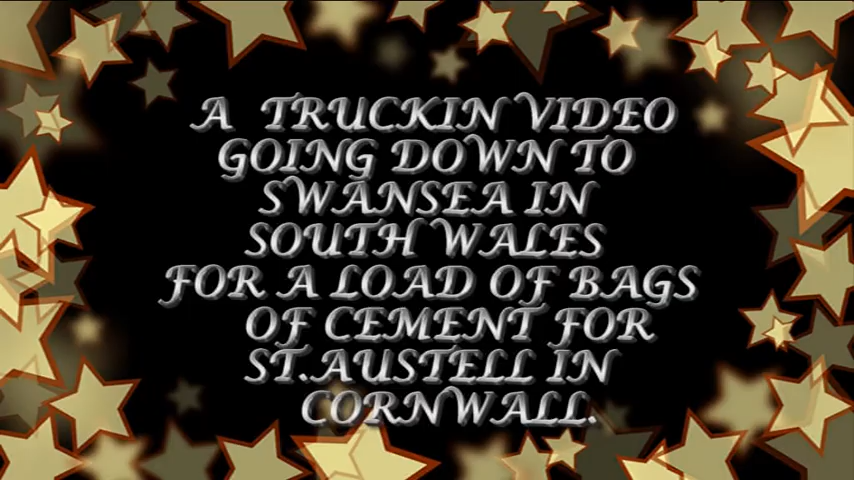 A TRUCKIN VIDEO
GOING DOWN TO
SWANSEA IN
SOUTH WALES
FOR A LOAD OF BAGS
OF CEMENT FOR
ST.AUSTELL IN
CORNWALL.